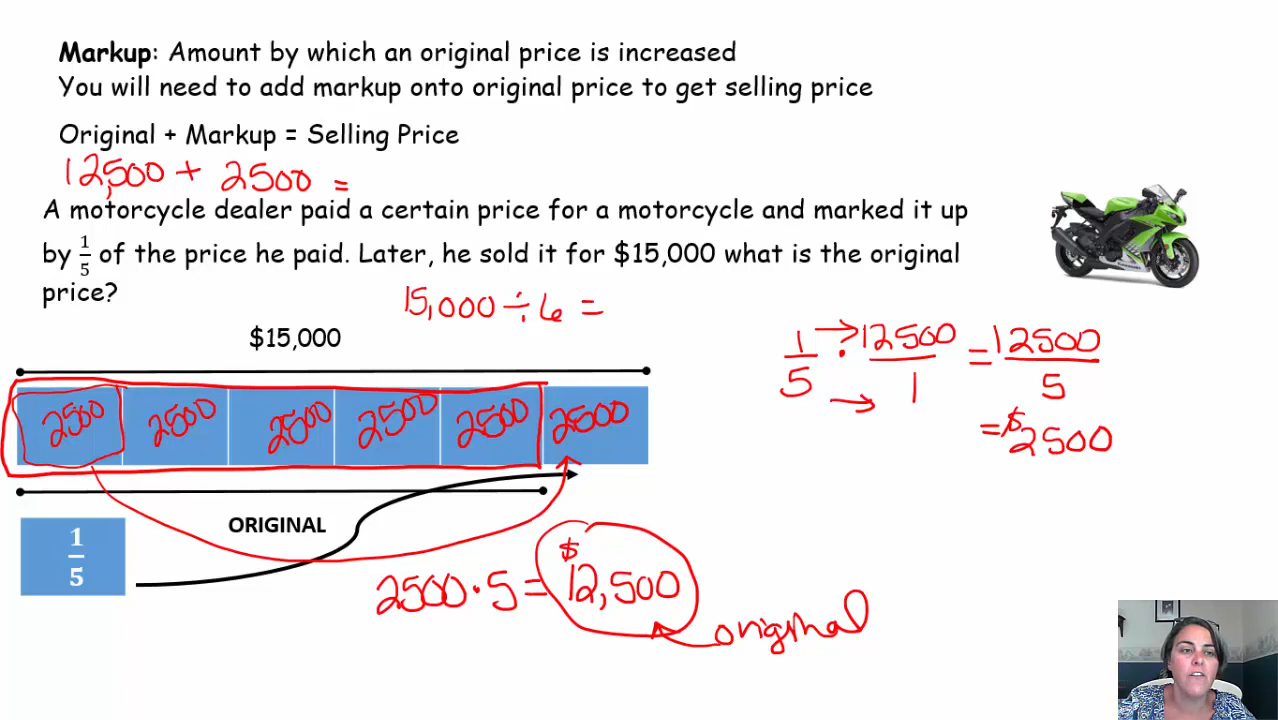 Markup: Amount by which an original price is increased
You will need to add markup onto original price to get selling price
Original + Markup = Selling Price
12,500 + 2500 =
A motorcycle dealer paid a certain price for a motorcycle and marked it up
by 1/5 of the price he paid. Later, he sold it for $15,000 what is the original
price?
15,000 ÷ 6 =
$15,000
1/5 · 12500/1 = 12500/5
= $2500
2500 2500 2500 2500 2500 2500
ORIGINAL
1/5
2500 · 5 = $12,500
original